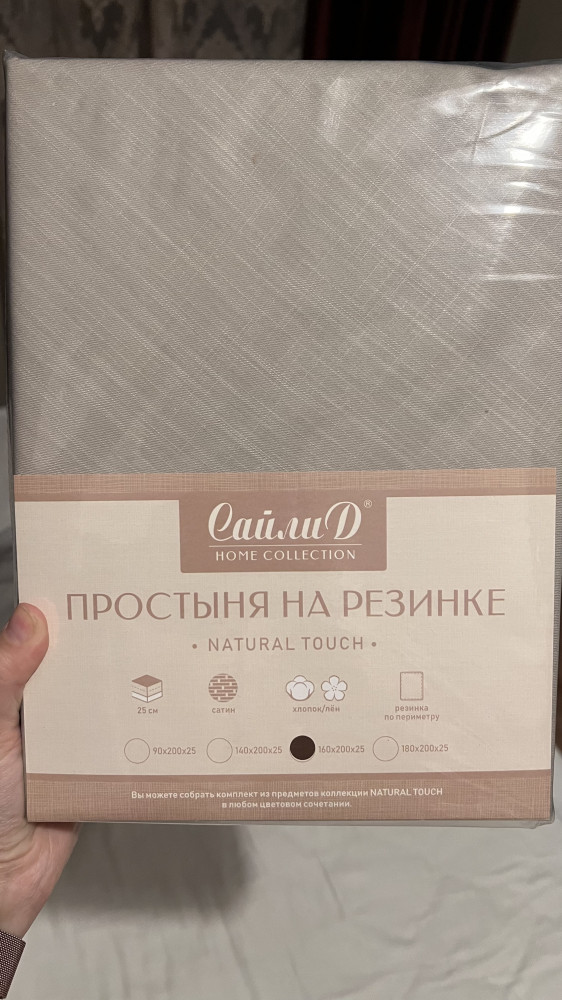 СайлиД®
HOME COLLECTION
ПРОСТЫНЯ НА РЕЗИНКЕ
• NATURAL TOUCH •
25 см
сатин
хлопок/лён
резинка
по периметру
90x200x25
140x200x25
160x200x25
180x200x25
Вы можете собрать комплект из предметов коллекции NATURAL TOUCH
в любом цветовом сочетании.